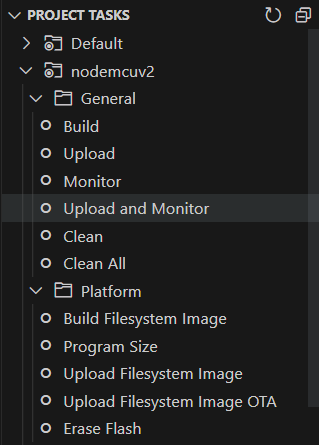 PROJECT TASKS
Default
nodemcuv2
General
Build
Upload
Monitor
Upload and Monitor
Clean
Clean All
Platform
Build Filesystem Image
Program Size
Upload Filesystem Image
Upload Filesystem Image OTA
Erase Flash